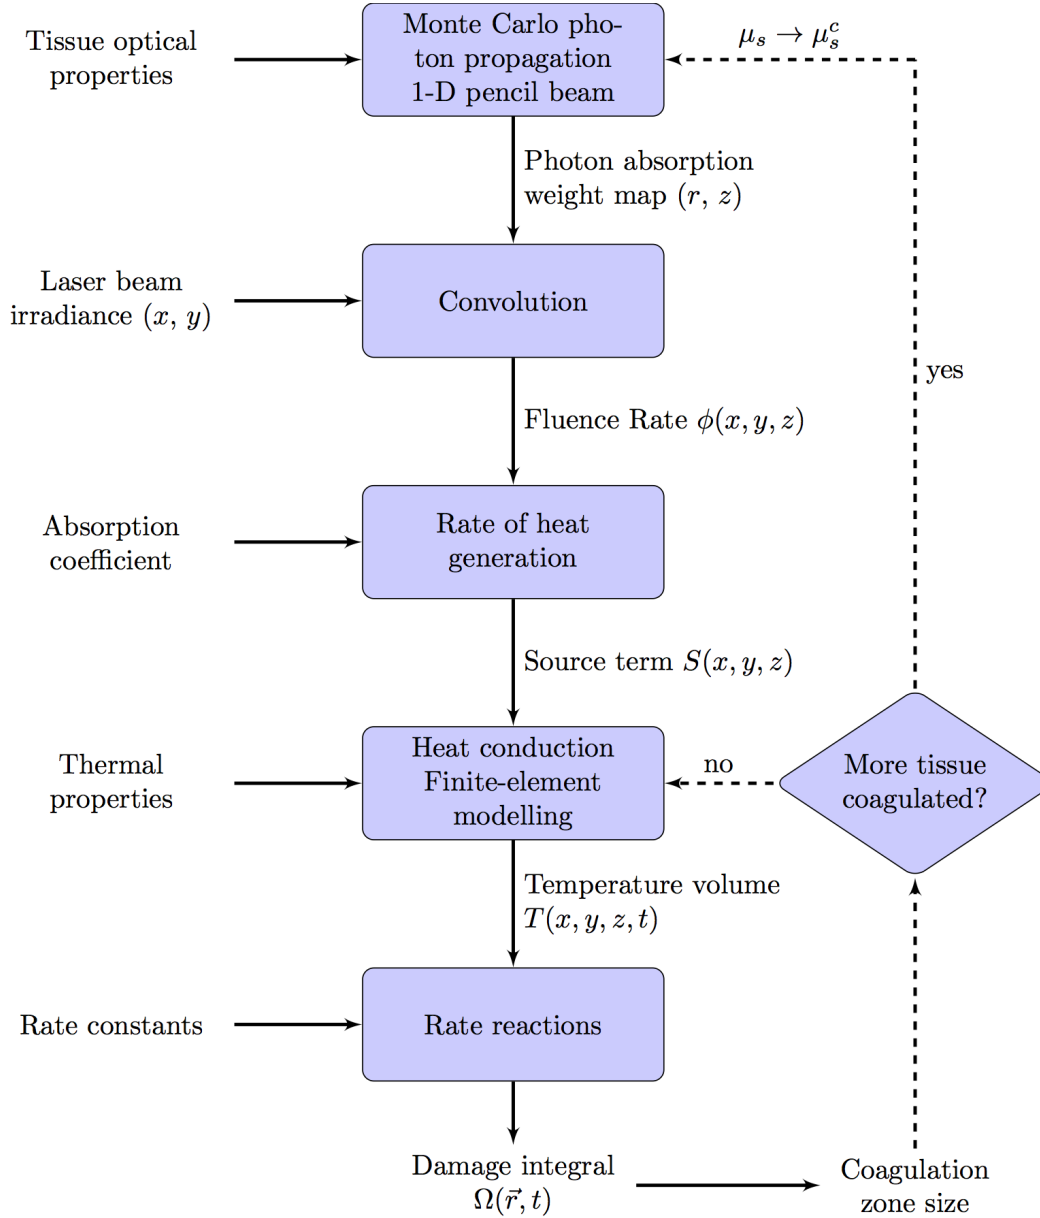 Tissue optical
properties
Monte Carlo pho-
ton propagation
1-D pencil beam
μ_s → μ_s^c
Photon absorption
weight map (r, z)
Laser beam
irradiance (x, y)
Convolution
yes
Fluence Rate ϕ(x, y, z)
Absorption
coefficient
Rate of heat
generation
Source term S(x, y, z)
Thermal
properties
Heat conduction
Finite-element
modelling
no
More tissue
coagulated?
Temperature volume
T(x, y, z, t)
Rate constants
Rate reactions
Damage integral
Ω(r⃗, t)
Coagulation
zone size